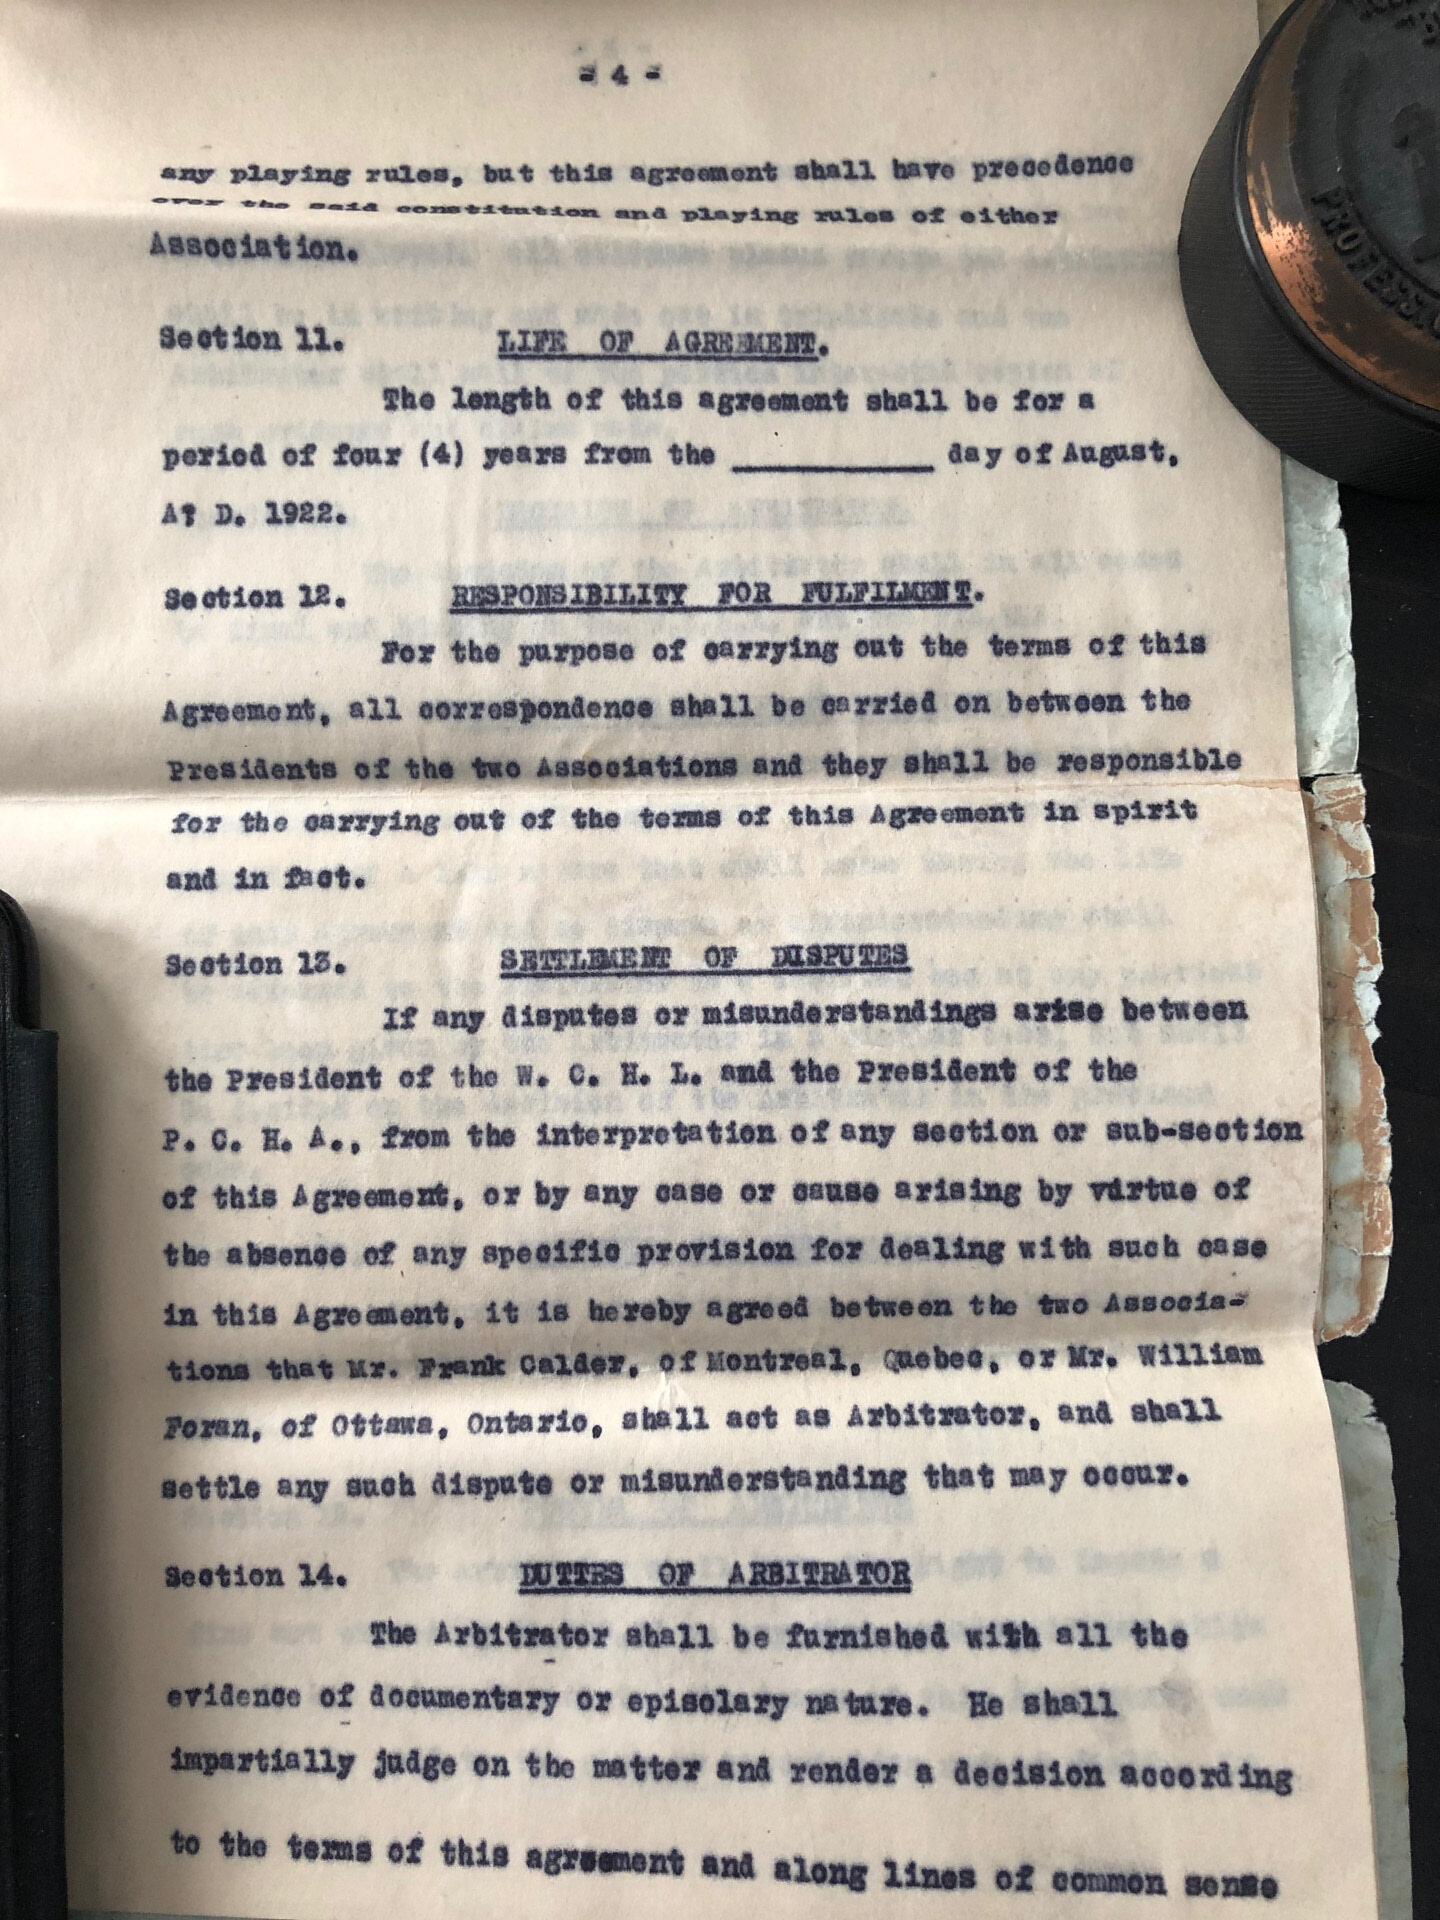 - 4 -
any playing rules, but this agreement shall have precedence
over the said constitution and playing rules of either
Association.
Section 11. LIFE OF AGREEMENT.
The length of this agreement shall be for a
period of four (4) years from the ____________ day of August,
A? D. 1922.
Section 12. RESPONSIBILITY FOR FULFILMENT.
For the purpose of carrying out the terms of this
Agreement, all correspondence shall be carried on between the
Presidents of the two Associations and they shall be responsible
for the carrying out of the terms of this Agreement in spirit
and in fact.
Section 13. SETTLEMENT OF DISPUTES
If any disputes or misunderstandings arise between
the President of the W. C. H. L. and the President of the
P. C. H. A., from the interpretation of any section or sub-section
of this Agreement, or by any case or cause arising by virtue of
the absence of any specific provision for dealing with such case
in this Agreement, it is hereby agreed between the two Associa-
tions that Mr. Frank Calder, of Montreal, Quebec, or Mr. William
Foran, of Ottawa, Ontario, shall act as Arbitrator, and shall
settle any such dispute or misunderstanding that may occur.
Section 14. DUTIES OF ARBITRATOR
The Arbitrator shall be furnished with all the
evidence of documentary or episolary nature. He shall
impartially judge on the matter and render a decision according
to the terms of this agreement and along lines of common sense